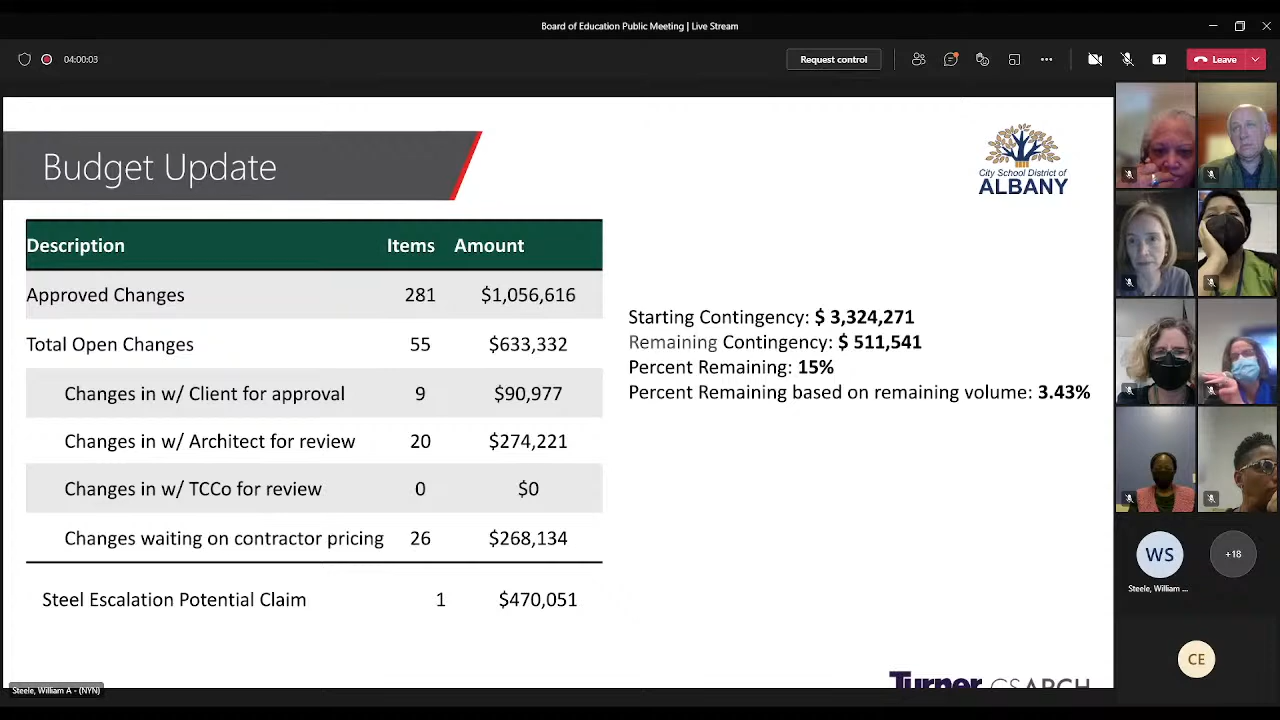 Board of Education Public Meeting | Live Stream
04:00:03
Request control
Leave
Budget Update
City School District of
ALBANY
Description Items Amount
Approved Changes 281 $1,056,616
Total Open Changes 55 $633,332
Changes in w/ Client for approval 9 $90,977
Changes in w/ Architect for review 20 $274,221
Changes in w/ TCCo for review 0 $0
Changes waiting on contractor pricing 26 $268,134
Steel Escalation Potential Claim 1 $470,051
Starting Contingency: $ 3,324,271
Remaining Contingency: $ 511,541
Percent Remaining: 15%
Percent Remaining based on remaining volume: 3.43%
WS
+18
Steele, William ...
CE
Steele, William A - (NYN)
Turner CSARCH